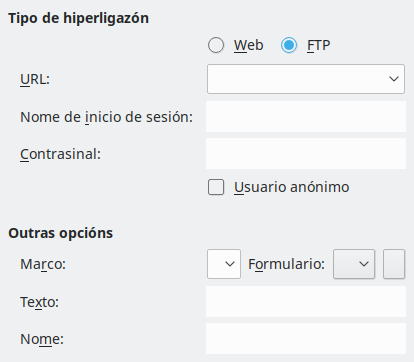 Tipo de hiperligazón
Web FTP
URL:
Nome de inicio de sesión:
Contrasinal:
Usuario anónimo
Outras opcións
Marco: Formulario:
Texto:
Nome: